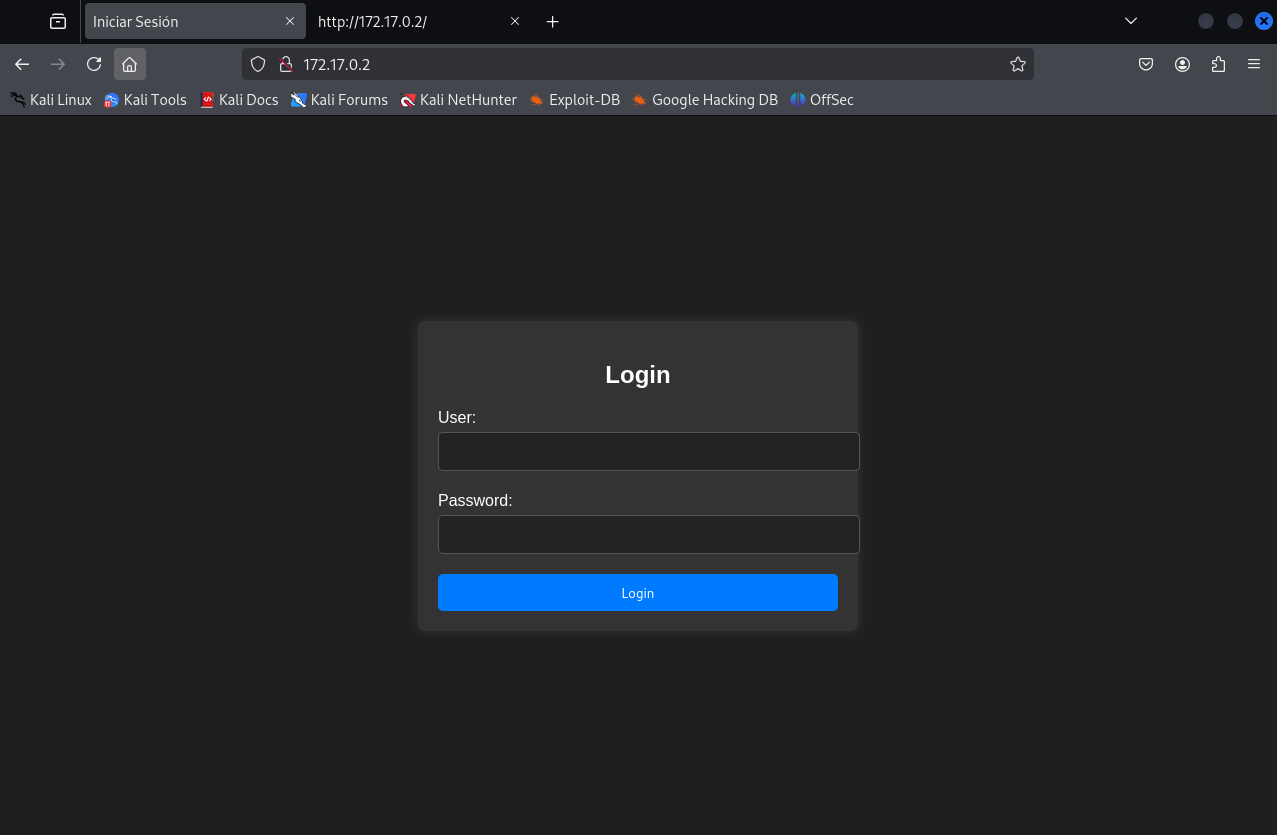 Iniciar Sesión
http://172.17.0.2/
172.17.0.2
Kali Linux
Kali Tools
Kali Docs
Kali Forums
Kali NetHunter
Exploit-DB
Google Hacking DB
OffSec
Login
User:
Password:
Login